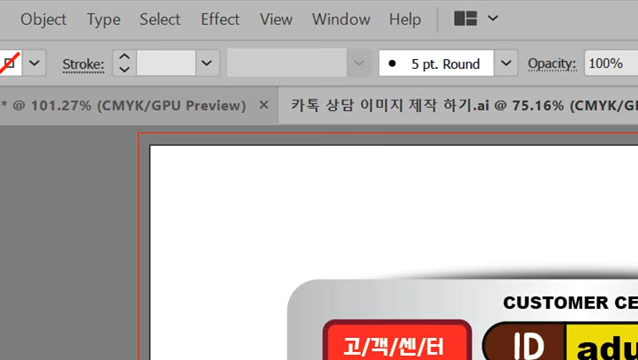 Object Type Select Effect View Window Help
Stroke: 5 pt. Round Opacity: 100%
* @ 101.27% (CMYK/GPU Preview) × 카톡 상담 이미지 제작 하기.ai @ 75.16% (CMYK/G
CUSTOMER CE
고/객/센/터 ID adu